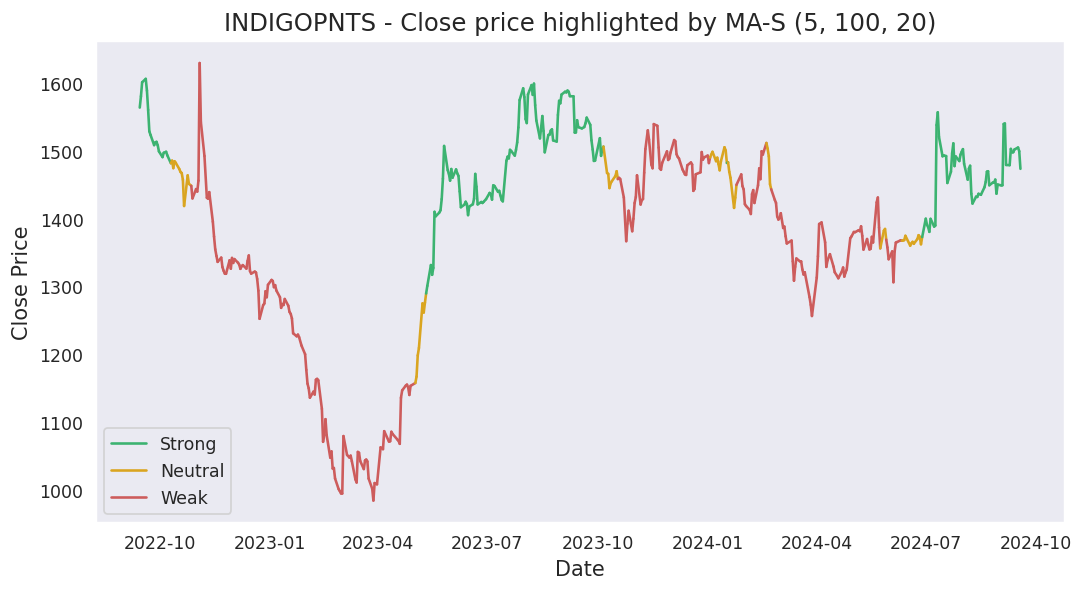 INDIGOPNTS - Close price highlighted by MA-S (5, 100, 20)
Close Price
1600
1500
1400
1300
1200
1100
1000
Strong
Neutral
Weak
2022-10
2023-01
2023-04
2023-07
2023-10
2024-01
2024-04
2024-07
2024-10
Date